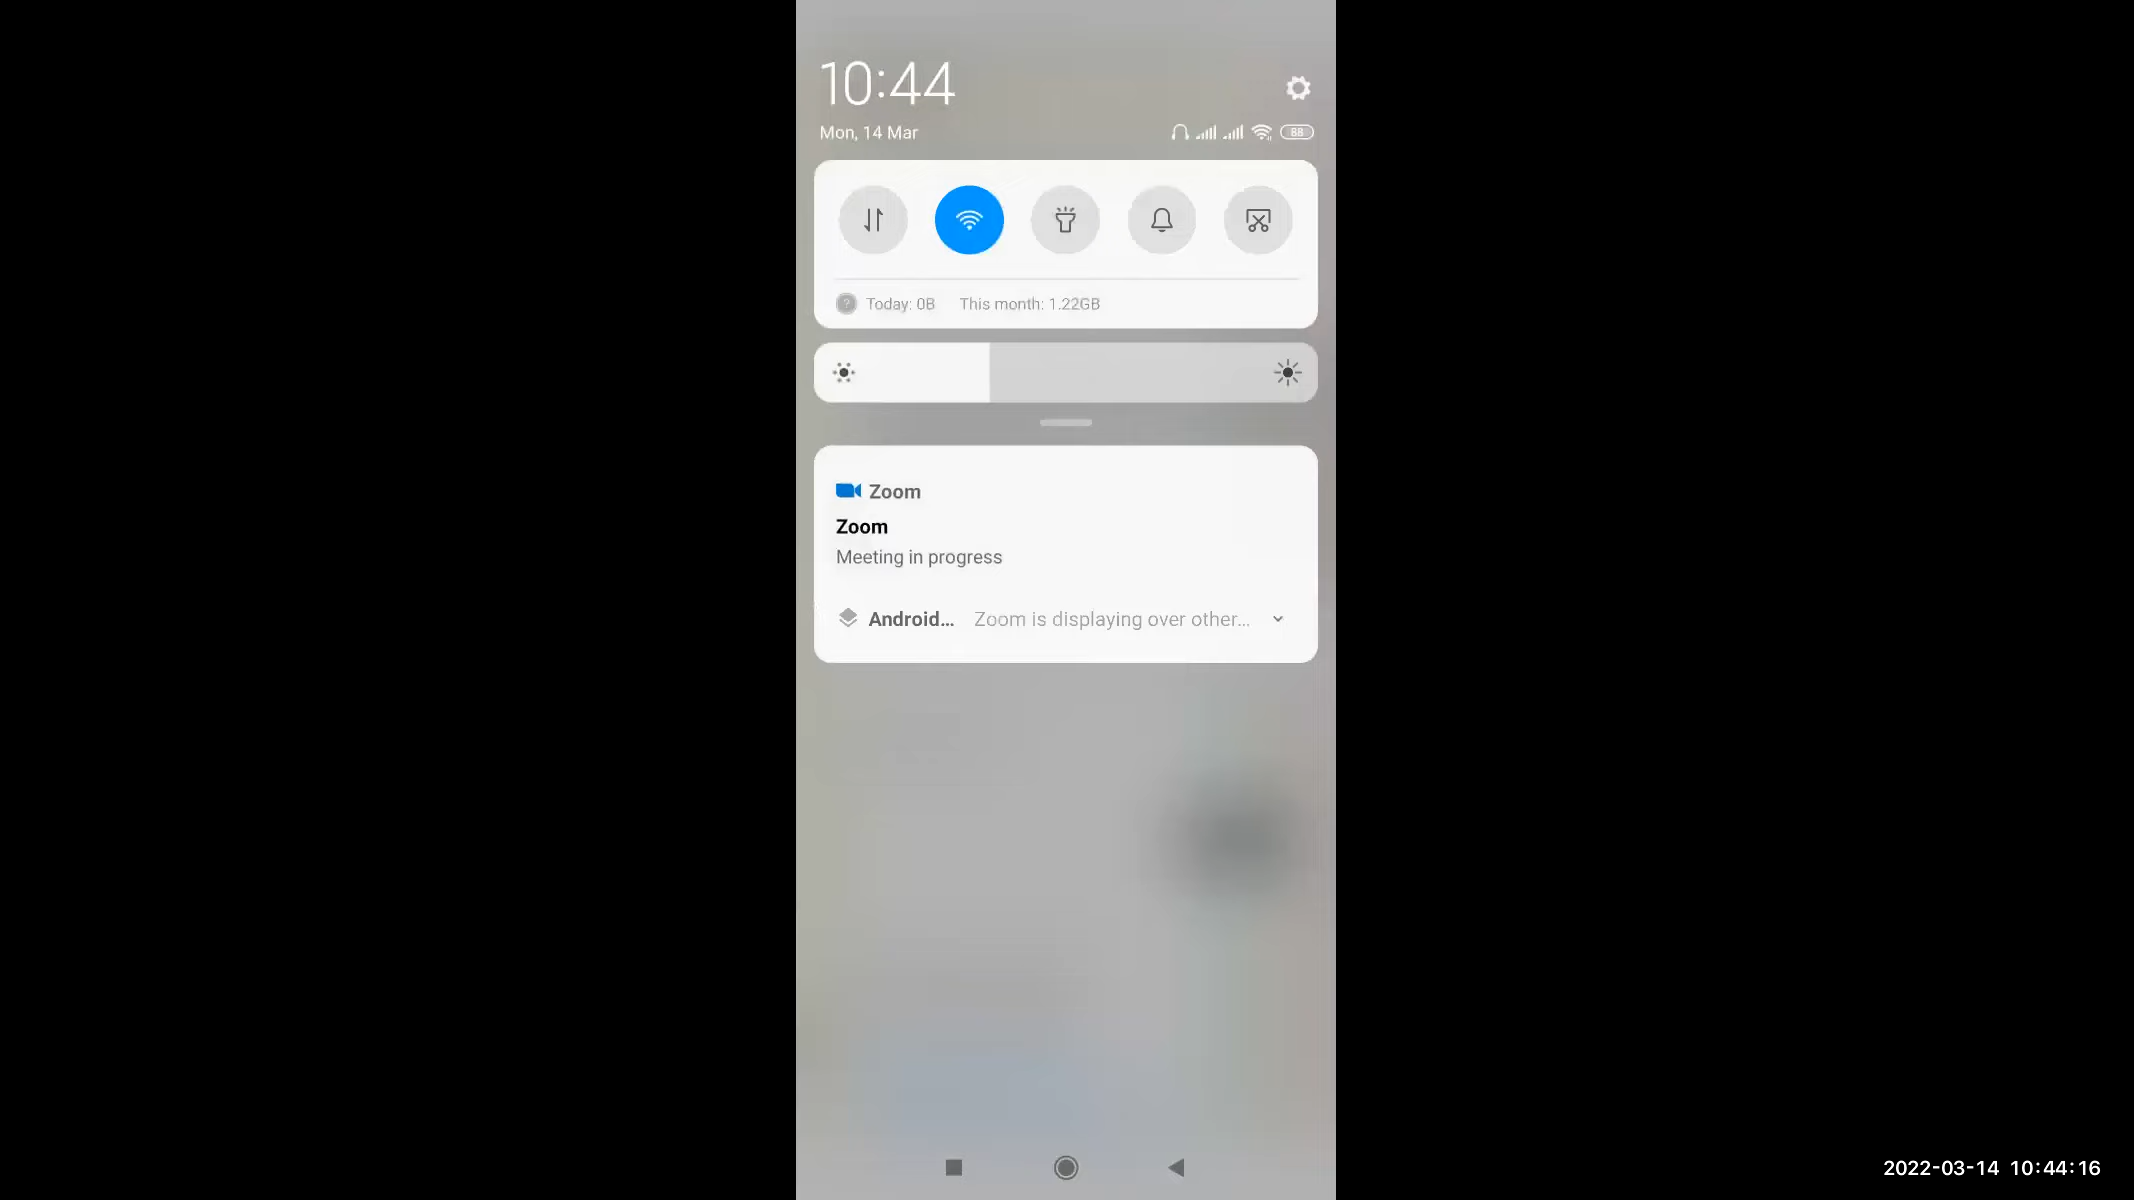 10:44
Mon, 14 Mar
88
Today: 0B This month: 1.22GB
Zoom
Zoom
Meeting in progress
Android... Zoom is displaying over other...
2022-03-14 10:44:16